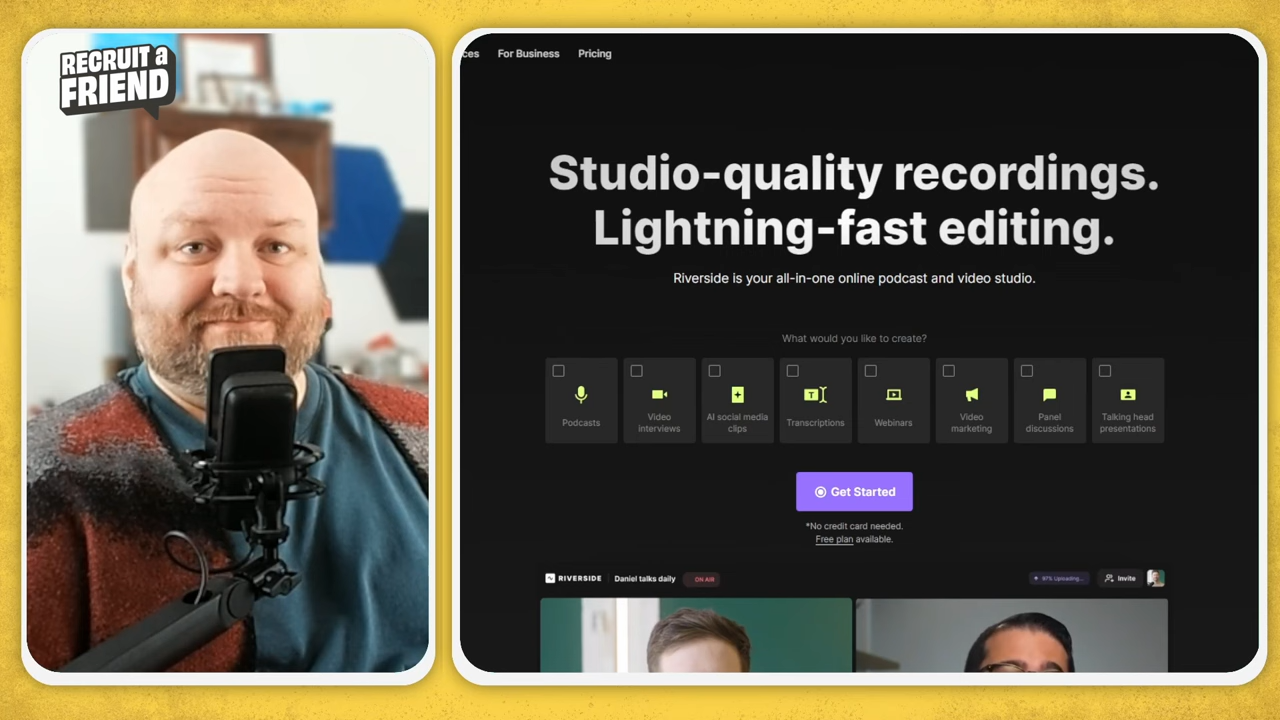 RECRUIT a
FRIEND
ces For Business Pricing
Studio-quality recordings.
Lightning-fast editing.
Riverside is your all-in-one online podcast and video studio.
What would you like to create?
Podcasts
Video
interviews
AI social media
clips
Transcriptions
Webinars
Video
marketing
Panel
discussions
Talking head
presentations
Get Started
*No credit card needed.
Free plan available.
RIVERSIDE Daniel talks daily ON AIR 97% Uploading... Invite